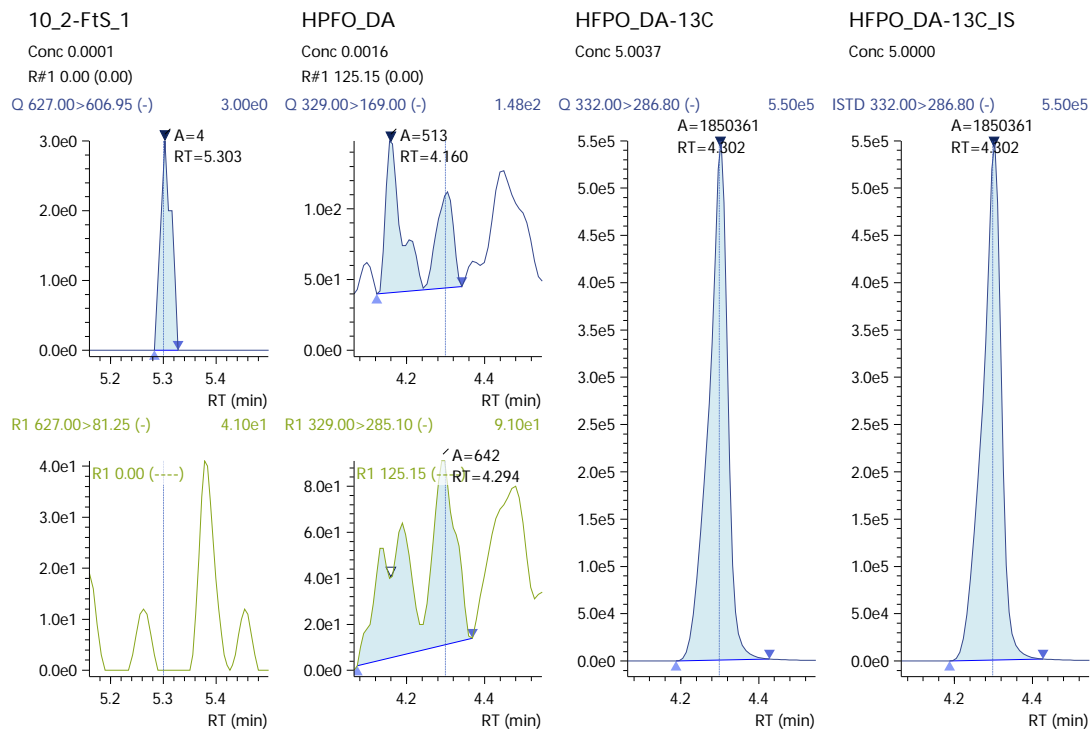 10_2-FtS_1
Conc 0.0001
R#1 0.00 (0.00)
Q 627.00>606.95 (-) 3.00e0
A=4
RT=5.303
3.0e0
2.0e0
1.0e0
0.0e0
5.2 5.3 5.4
RT (min)
R1 627.00>81.25 (-) 4.10e1
R1 0.00 (----)
4.0e1
3.0e1
2.0e1
1.0e1
0.0e0
5.2 5.3 5.4
RT (min)
HPFO_DA
Conc 0.0016
R#1 125.15 (0.00)
Q 329.00>169.00 (-) 1.48e2
A=513
RT=4.160
1.0e2
5.0e1
0.0e0
4.2 4.4
RT (min)
R1 329.00>285.10 (-) 9.10e1
A=642
RT=4.294
R1 125.15 (----)
8.0e1
6.0e1
4.0e1
2.0e1
0.0e0
4.2 4.4
RT (min)
HFPO_DA-13C
Conc 5.0037
Q 332.00>286.80 (-) 5.50e5
A=1850361
RT=4.302
5.5e5
5.0e5
4.5e5
4.0e5
3.5e5
3.0e5
2.5e5
2.0e5
1.5e5
1.0e5
5.0e4
0.0e0
4.2 4.4
RT (min)
HFPO_DA-13C_IS
Conc 5.0000
ISTD 332.00>286.80 (-) 5.50e5
A=1850361
RT=4.302
5.5e5
5.0e5
4.5e5
4.0e5
3.5e5
3.0e5
2.5e5
2.0e5
1.5e5
1.0e5
5.0e4
0.0e0
4.2 4.4
RT (min)